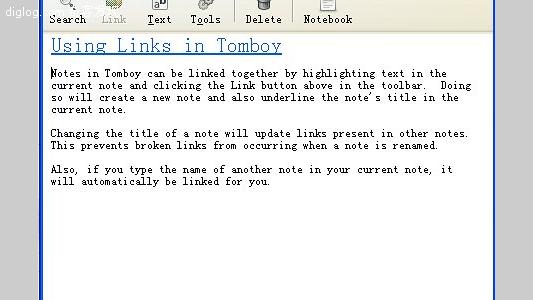 diglog.
Search Link Text Tools Delete Notebook
Using Links in Tomboy
Notes in Tomboy can be linked together by highlighting text in the
current note and clicking the Link button above in the toolbar.  Doing
so will create a new note and also underline the note's title in the
current note.
Changing the title of a note will update links present in other notes.
This prevents broken links from occurring when a note is renamed.
Also, if you type the name of another note in your current note, it
will automatically be linked for you.